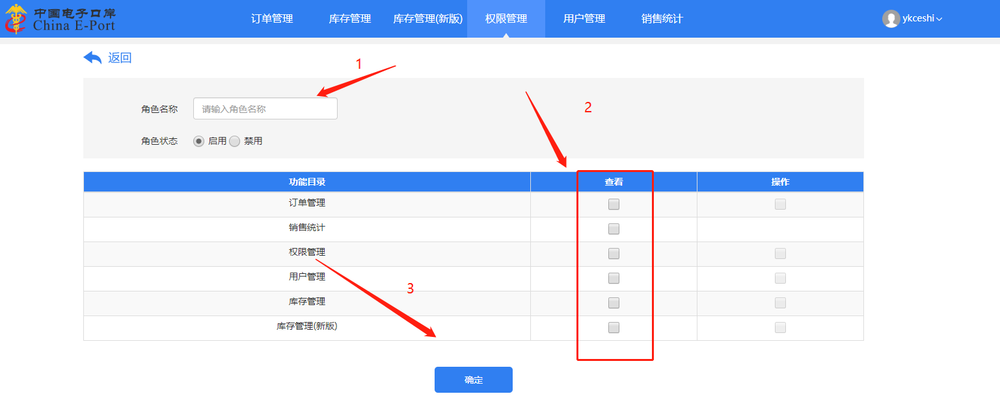 中国电子口岸
China E-Port
订单管理 库存管理 库存管理(新版) 权限管理 用户管理 销售统计 ykceshi
返回
1
角色名称 请输入角色名称
2
角色状态 启用 禁用
功能目录 查看 操作
订单管理
销售统计
权限管理
用户管理
3
库存管理
库存管理(新版)
确定